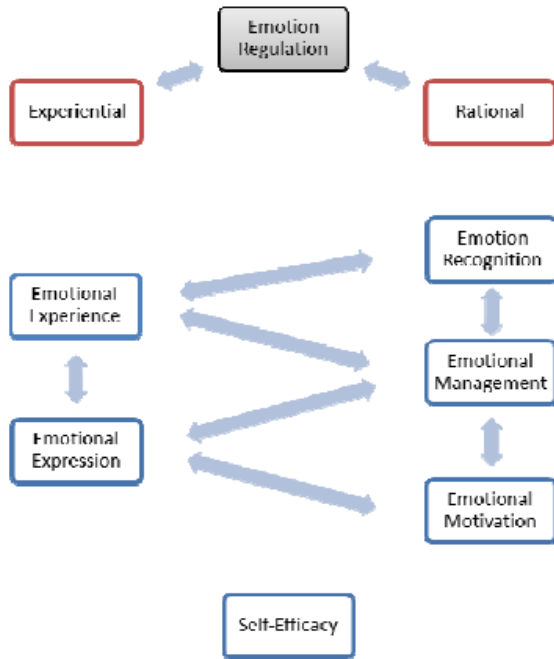 Emotion
Regulation
Experiential
Rational
Emotion
Recognition
Emotional
Experience
Emotional
Management
Emotional
Expression
Emotional
Motivation
Self-Efficacy